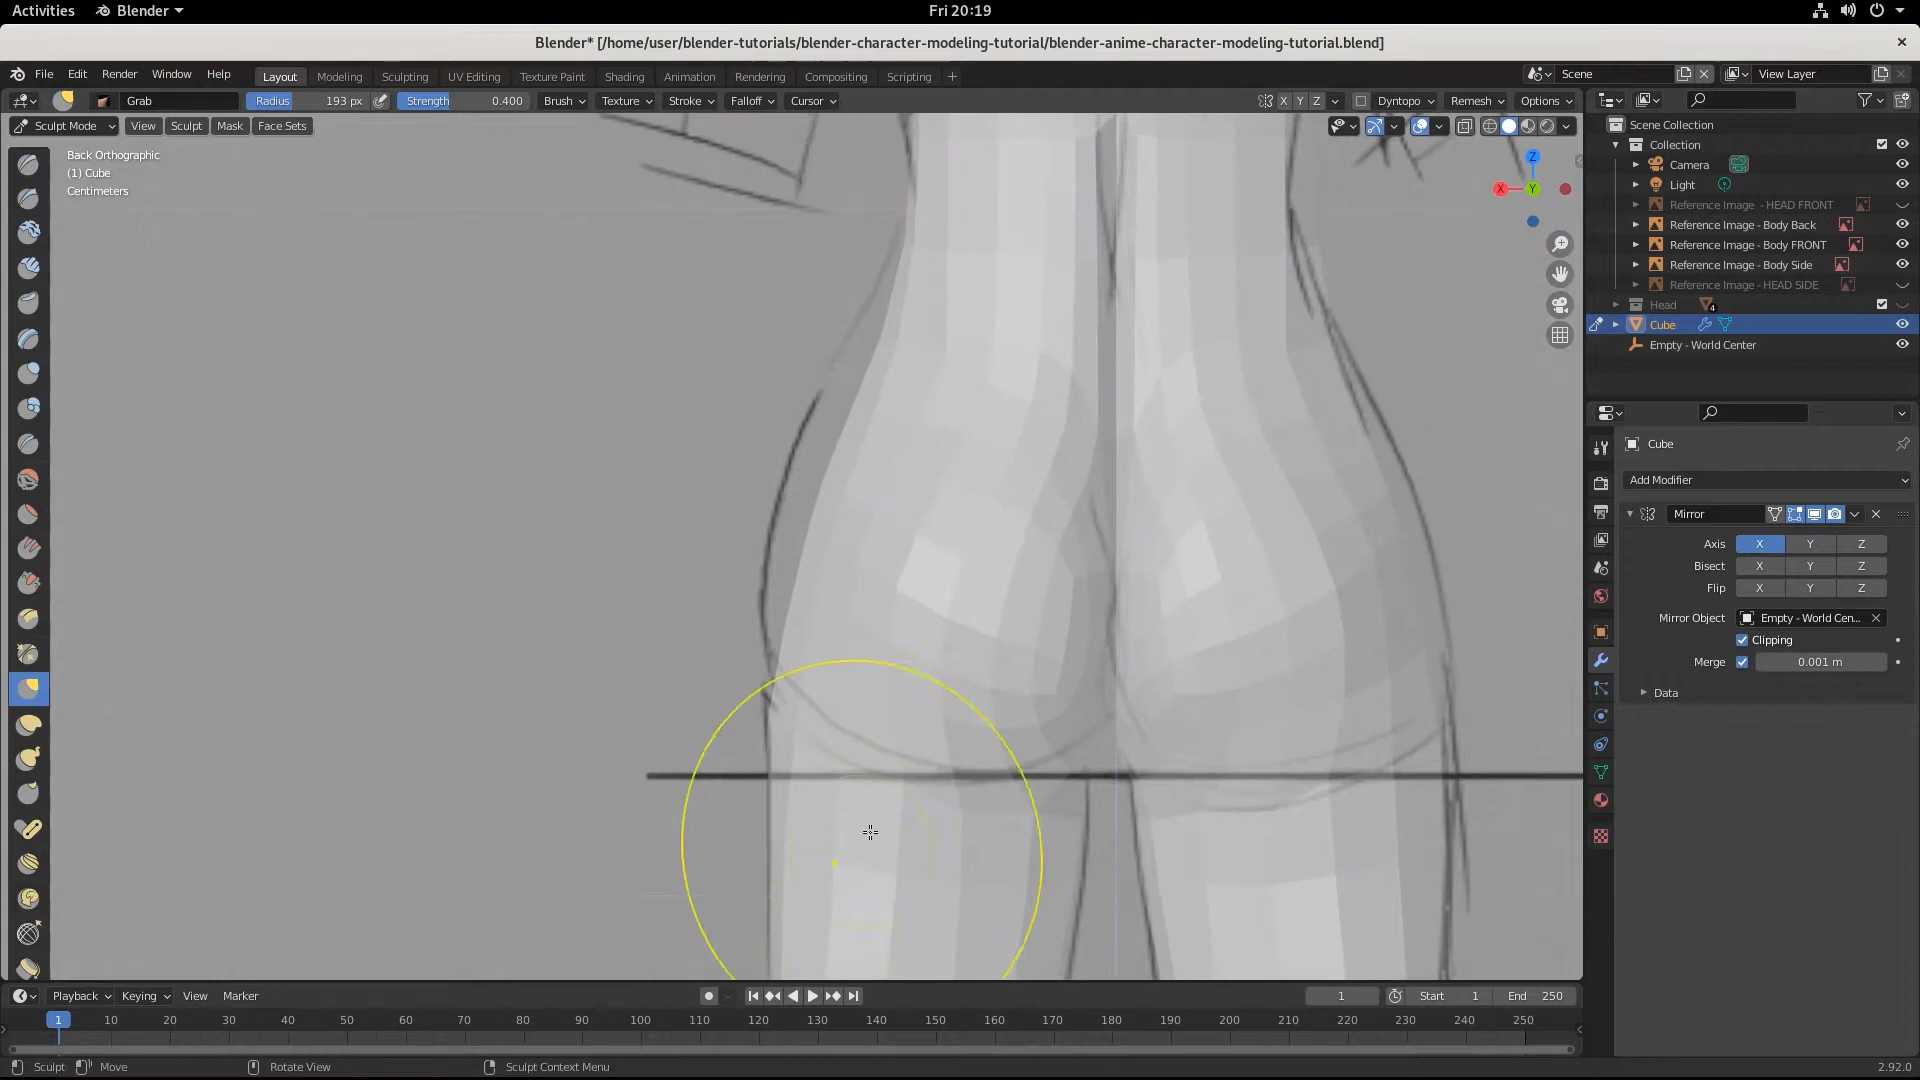 Activities Blender Fri 20:19
Blender* [/home/user/blender-tutorials/blender-character-modeling-tutorial/blender-anime-character-modeling-tutorial.blend]
File Edit Render Window Help Layout Modeling Sculpting UV Editing Texture Paint Shading Animation Rendering Compositing Scripting + Scene View Layer
Grab Radius 193 px Strength 0.400 Brush Texture Stroke Falloff Cursor X Y Z Dyntopo Remesh Options
Sculpt Mode View Sculpt Mask Face Sets
Back Orthographic
(1) Cube
Centimeters
Z
X Y
Scene Collection
Collection
Camera
Light
Reference Image - HEAD FRONT
Reference Image - Body Back
Reference Image - Body FRONT
Reference Image - Body Side
Reference Image - HEAD SIDE
Head 4
Cube
Empty - World Center
Cube
Add Modifier
Mirror
Axis X Y Z
Bisect X Y Z
Flip X Y Z
Mirror Object Empty - World Cen...
Clipping
Merge 0.001 m
Data
Playback Keying View Marker 1 Start 1 End 250
1 10 20 30 40 50 60 70 80 90 100 110 120 130 140 150 160 170 180 190 200 210 220 230 240 250
Sculpt Move Rotate View Sculpt Context Menu 2.92.0